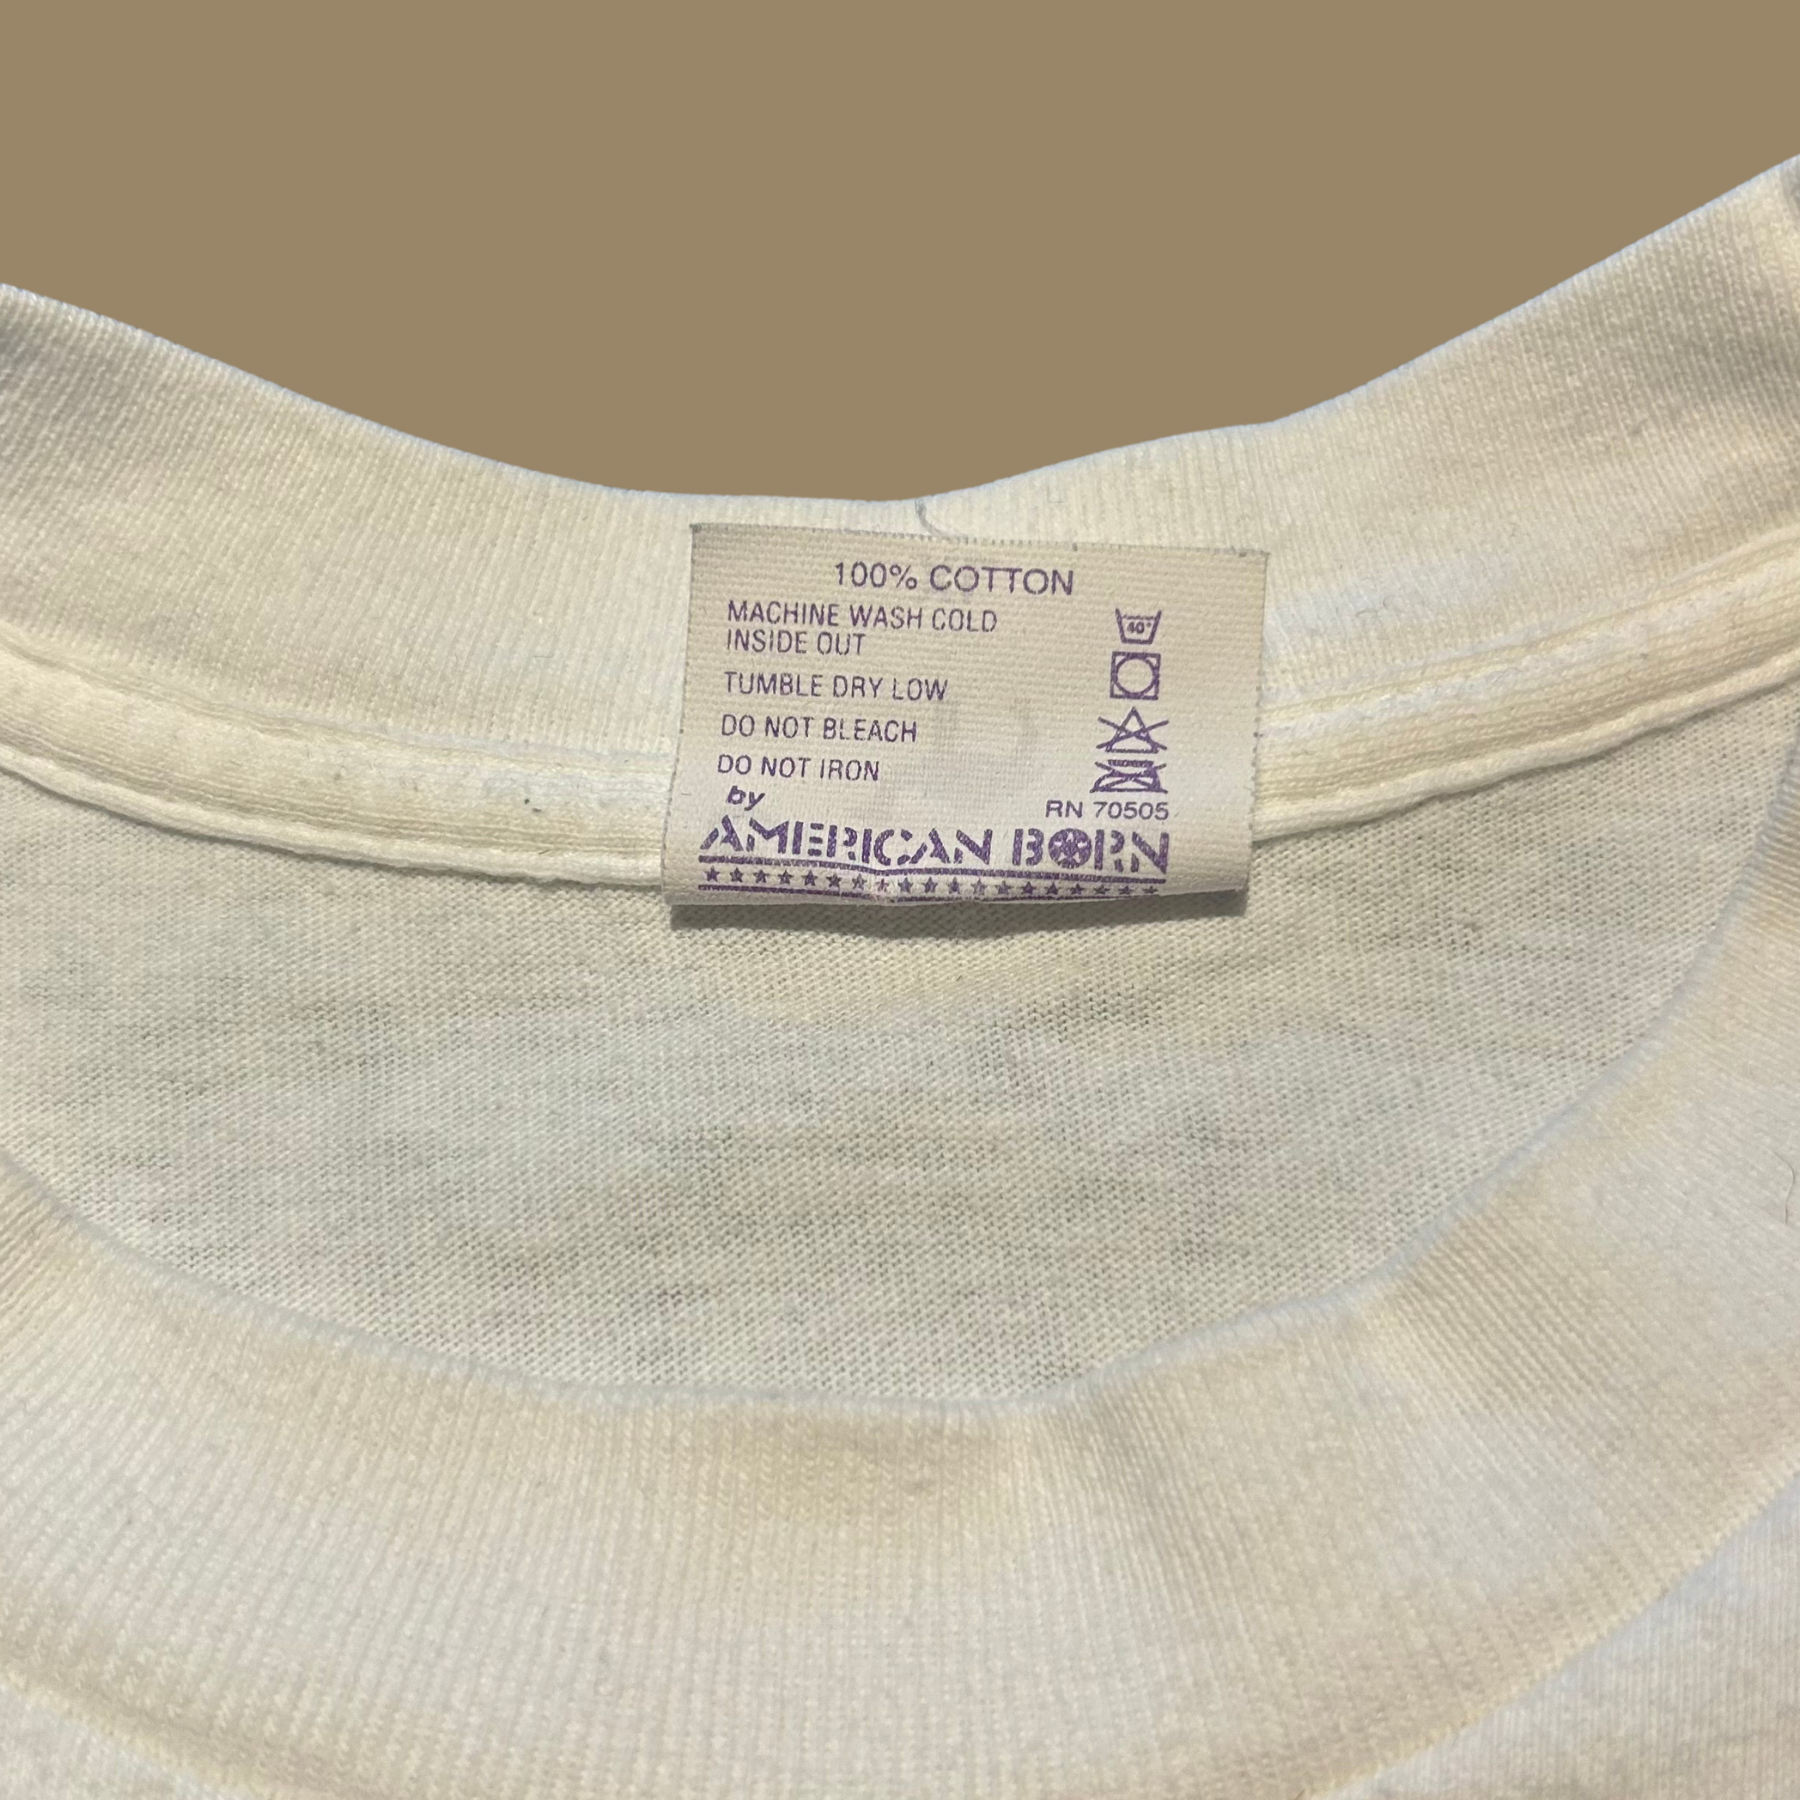 100% COTTON
MACHINE WASH COLD
INSIDE OUT
40°
TUMBLE DRY LOW
DO NOT BLEACH
DO NOT IRON
by
RN 70505
AMERICAN BORN